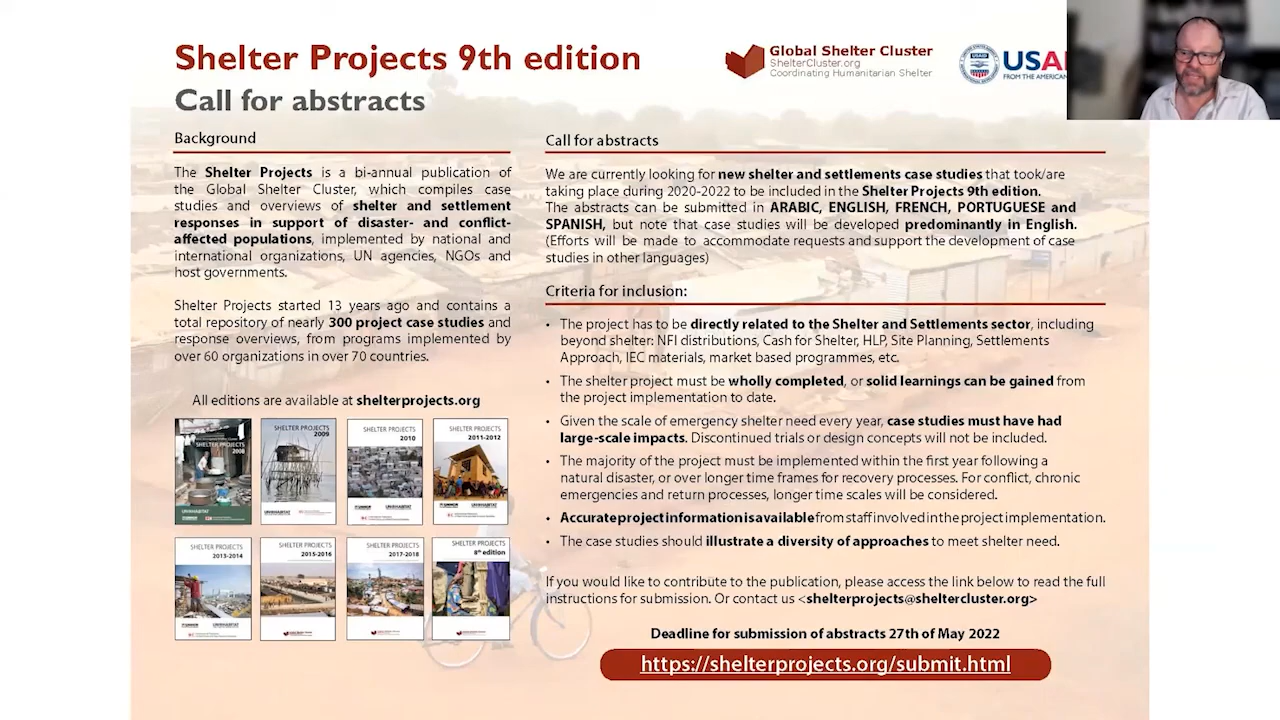 Shelter Projects 9th edition
Call for abstracts
Global Shelter Cluster
ShelterCluster.org
Coordinating Humanitarian Shelter
USAI
FROM THE AMERICAN
Background
The Shelter Projects is a bi-annual publication of
the Global Shelter Cluster, which compiles case
studies and overviews of shelter and settlement
responses in support of disaster- and conflict-
affected populations, implemented by national and
international organizations, UN agencies, NGOs and
host governments.
Shelter Projects started 13 years ago and contains a
total repository of nearly 300 project case studies and
response overviews, from programs implemented by
over 60 organizations in over 70 countries.
All editions are available at shelterprojects.org
SHELTER PROJECTS
2008
SHELTER PROJECTS
2009
SHELTER PROJECTS
2010
SHELTER PROJECTS
2011-2012
SHELTER PROJECTS
2013-2014
SHELTER PROJECTS
2015-2016
SHELTER PROJECTS
2017-2018
SHELTER PROJECTS
8th edition
Call for abstracts
We are currently looking for new shelter and settlements case studies that took/are
taking place during 2020-2022 to be included in the Shelter Projects 9th edition.
The abstracts can be submitted in ARABIC, ENGLISH, FRENCH, PORTUGUESE and
SPANISH, but note that case studies will be developed predominantly in English.
(Efforts will be made to accommodate requests and support the development of case
studies in other languages)
Criteria for inclusion:
• The project has to be directly related to the Shelter and Settlements sector, including
beyond shelter: NFI distributions, Cash for Shelter, HLP, Site Planning, Settlements
Approach, IEC materials, market based programmes, etc.
• The shelter project must be wholly completed, or solid learnings can be gained from
the project implementation to date.
• Given the scale of emergency shelter need every year, case studies must have had
large-scale impacts. Discontinued trials or design concepts will not be included.
• The majority of the project must be implemented within the first year following a
natural disaster, or over longer time frames for recovery processes. For conflict, chronic
emergencies and return processes, longer time scales will be considered.
• Accurate project information is available from staff involved in the project implementation.
• The case studies should illustrate a diversity of approaches to meet shelter need.
If you would like to contribute to the publication, please access the link below to read the full
instructions for submission. Or contact us <shelterprojects@sheltercluster.org>
Deadline for submission of abstracts 27th of May 2022
https://shelterprojects.org/submit.html